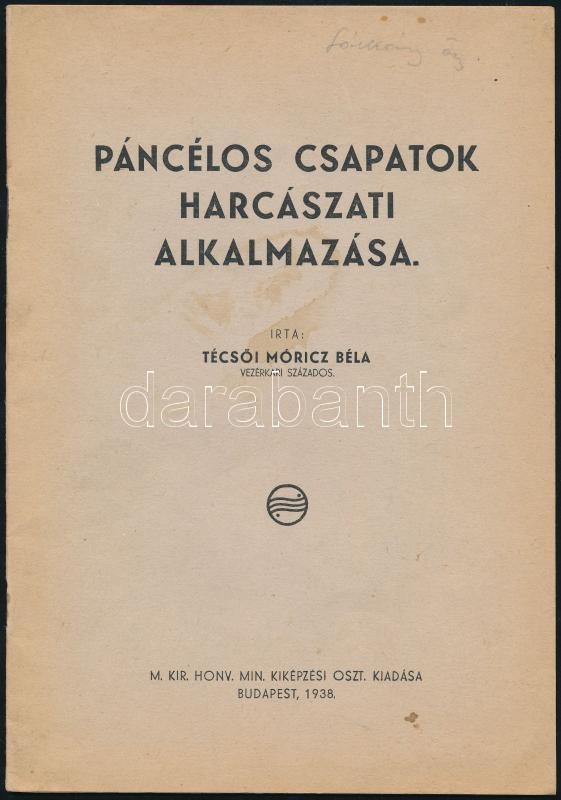 PÁNCÉLOS CSAPATOK
HARCÁSZATI
ALKALMAZÁSA.
IRTA:
TÉCSŐI MÓRICZ BÉLA
VEZÉRKARI SZÁZADOS.
darabanth
M. KIR. HONV. MIN. KIKÉPZÉSI OSZT. KIADÁSA
BUDAPEST, 1938.